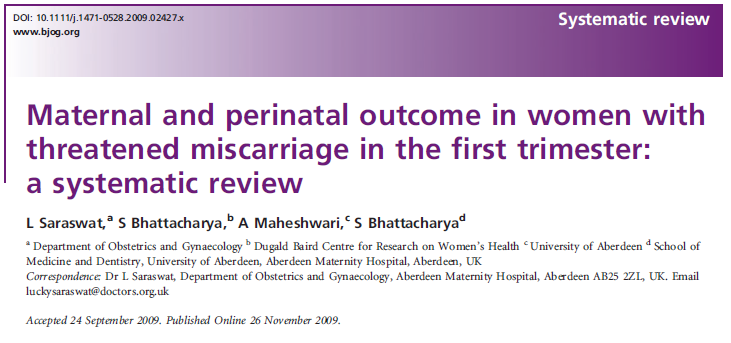 DOI: 10.1111/j.1471-0528.2009.02427.x
www.bjog.org
Systematic review
Maternal and perinatal outcome in women with
threatened miscarriage in the first trimester:
a systematic review
L Saraswat,a S Bhattacharya,b A Maheshwari,c S Bhattacharyad
a Department of Obstetrics and Gynaecology b Dugald Baird Centre for Research on Women's Health c University of Aberdeen d School of
Medicine and Dentistry, University of Aberdeen, Aberdeen Maternity Hospital, Aberdeen, UK
Correspondence: Dr L Saraswat, Department of Obstetrics and Gynaecology, Aberdeen Maternity Hospital, Aberdeen AB25 2ZL, UK. Email
luckysaraswat@doctors.org.uk
Accepted 24 September 2009. Published Online 26 November 2009.